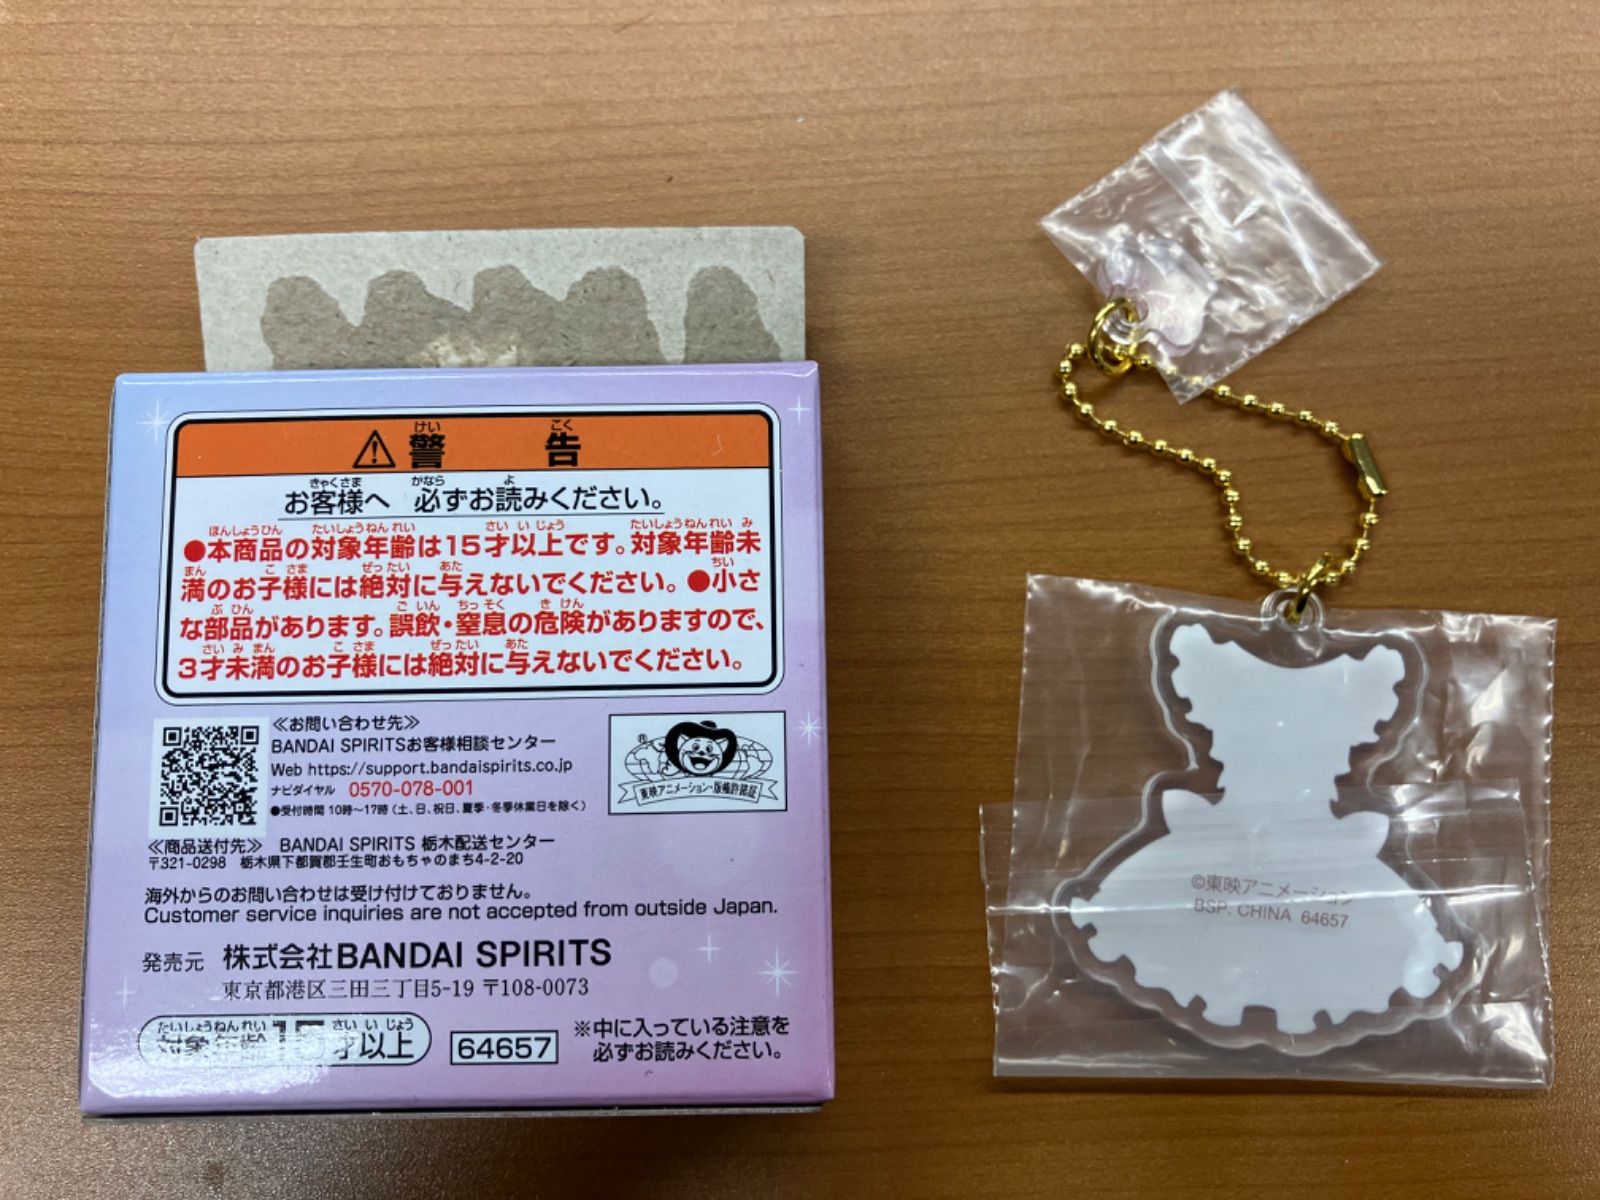 ⚠警告
お客様へ 必ずお読みください。
●本商品の対象年齢は15才以上です。対象年齢未
満のお子様には絶対に与えないでください。●小さ
な部品があります。誤飲・窒息の危険がありますので、
3才未満のお子様には絶対に与えないでください。
≪お問い合わせ先≫
BANDAI SPIRITSお客様相談センター
Web https://support.bandaispirits.co.jp
ナビダイヤル 0570-078-001
●受付時間 10時～17時（土、日、祝日、夏季・冬季休業日を除く）
®
東映アニメーション・版権許諾証
≪商品送付先≫ BANDAI SPIRITS 栃木配送センター
〒321-0298 栃木県下都賀郡壬生町おもちゃのまち4-2-20
海外からのお問い合わせは受け付けておりません。
Customer service inquiries are not accepted from outside Japan.
発売元 株式会社BANDAI SPIRITS
東京都港区三田三丁目5-19 〒108-0073
対象年齢15才以上
64657
※中に入っている注意を
必ずお読みください。
©東映アニメーション
BSP. CHINA 64657